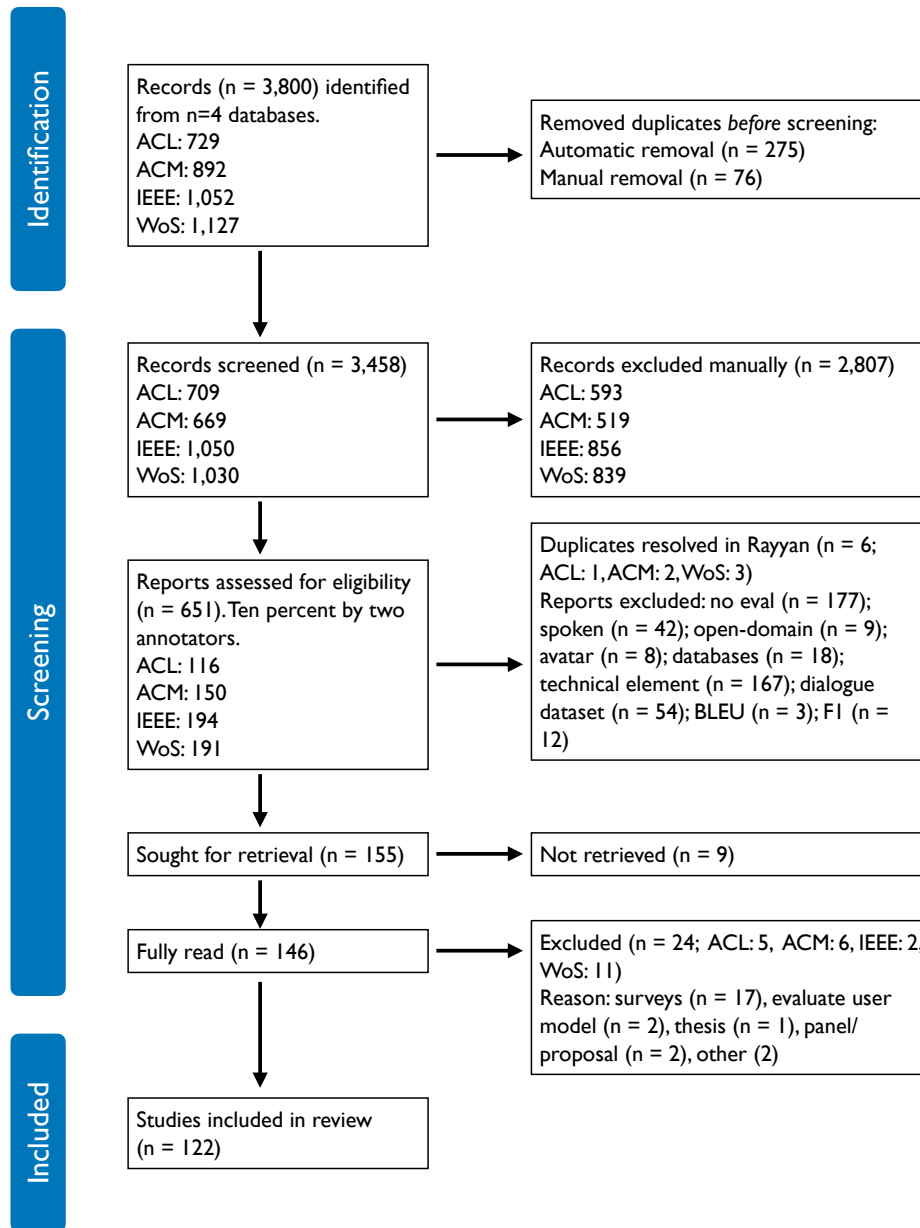 Identification
Records (n = 3,800) identified
from n=4 databases.
ACL: 729
ACM: 892
IEEE: 1,052
WoS: 1,127
Removed duplicates before screening:
Automatic removal (n = 275)
Manual removal (n = 76)
Screening
Records screened (n = 3,458)
ACL: 709
ACM: 669
IEEE: 1,050
WoS: 1,030
Records excluded manually (n = 2,807)
ACL: 593
ACM: 519
IEEE: 856
WoS: 839
Reports assessed for eligibility
(n = 651). Ten percent by two
annotators.
ACL: 116
ACM: 150
IEEE: 194
WoS: 191
Duplicates resolved in Rayyan (n = 6;
ACL: 1, ACM: 2, WoS: 3)
Reports excluded: no eval (n = 177);
spoken (n = 42); open-domain (n = 9);
avatar (n = 8); databases (n = 18);
technical element (n = 167); dialogue
dataset (n = 54); BLEU (n = 3); F1 (n =
12)
Sought for retrieval (n = 155)
Not retrieved (n = 9)
Fully read (n = 146)
Excluded (n = 24; ACL: 5, ACM: 6, IEEE: 2,
WoS: 11)
Reason: surveys (n = 17), evaluate user
model (n = 2), thesis (n = 1), panel/
proposal (n = 2), other (2)
Included
Studies included in review
(n = 122)